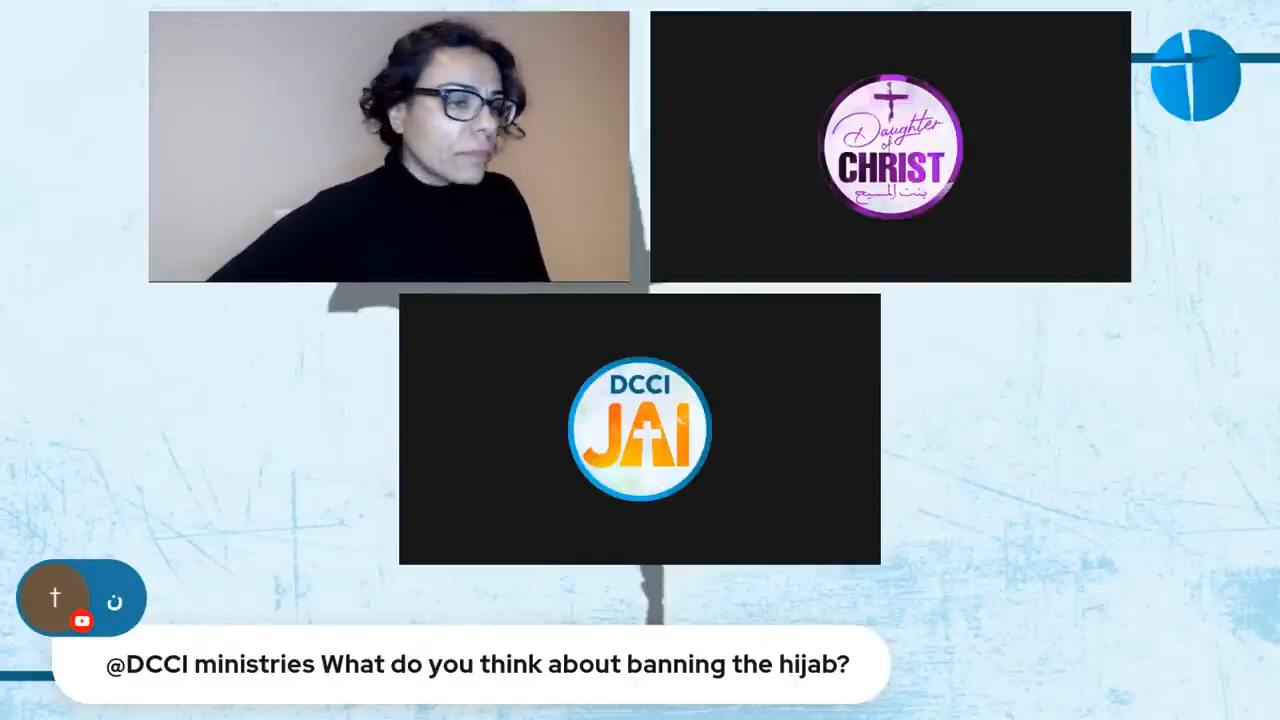 Daughter
of
CHRIST
بنت المسيح
DCCI
JAI
ن
@DCCI ministries What do you think about banning the hijab?